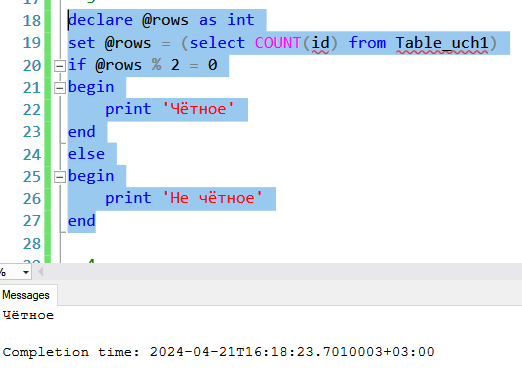 18 declare @rows as int
19 set @rows = (select COUNT(id) from Table_uch1)
20 if @rows % 2 = 0
21 begin
22 print 'Чётное'
23 end
24 else
25 begin
26 print 'Не чётное'
27 end
28
%
Messages
Чётное
Completion time: 2024-04-21T16:18:23.7010003+03:00